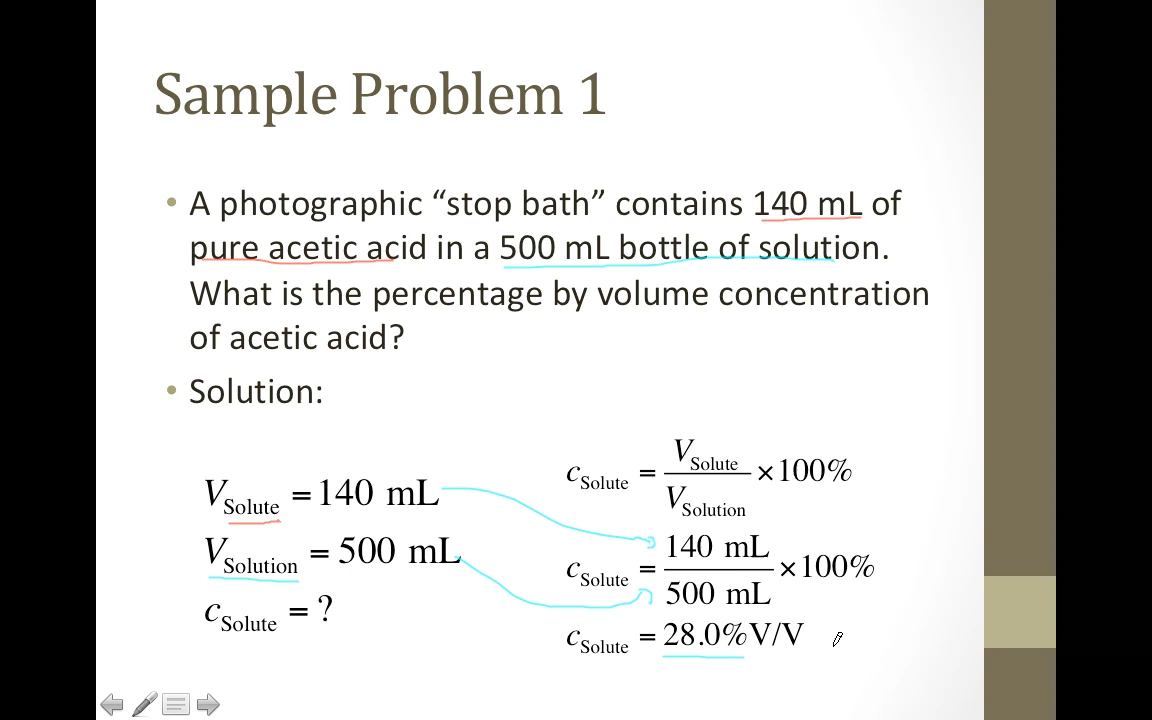 Sample Problem 1
• A photographic “stop bath” contains 140 mL of
pure acetic acid in a 500 mL bottle of solution.
What is the percentage by volume concentration
of acetic acid?
• Solution:
V_Solute = 140 mL
V_Solution = 500 mL
c_Solute = ?
c_Solute = V_Solute / V_Solution × 100%
c_Solute = 140 mL / 500 mL × 100%
c_Solute = 28.0% V/V